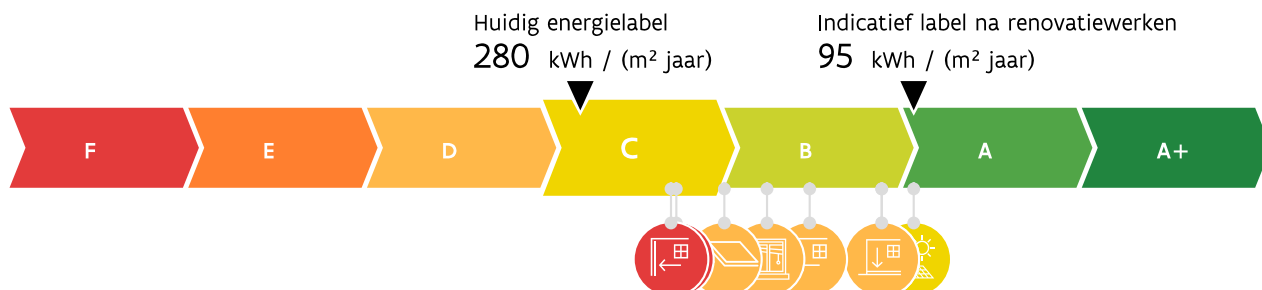 Huidig energielabel
280 kWh / (m² jaar)
Indicatief label na renovatiewerken
95 kWh / (m² jaar)
F E D C B A A+